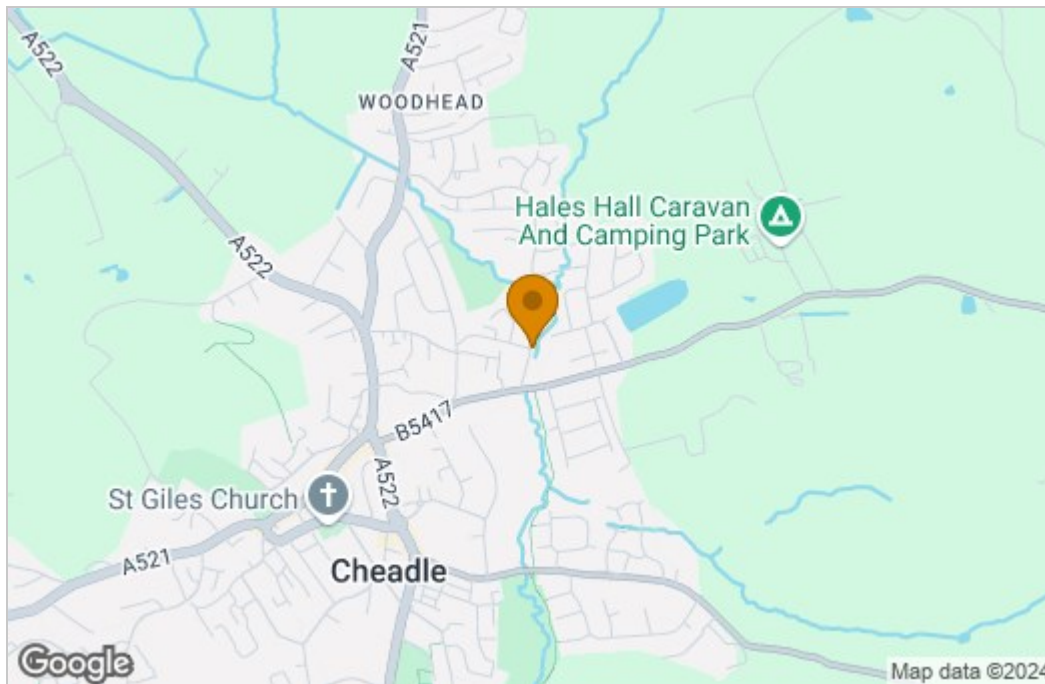 A522
A521
WOODHEAD
Hales Hall Caravan
And Camping Park
A522
B5417
A522
St Giles Church
A521
Cheadle
Google
Map data ©2024